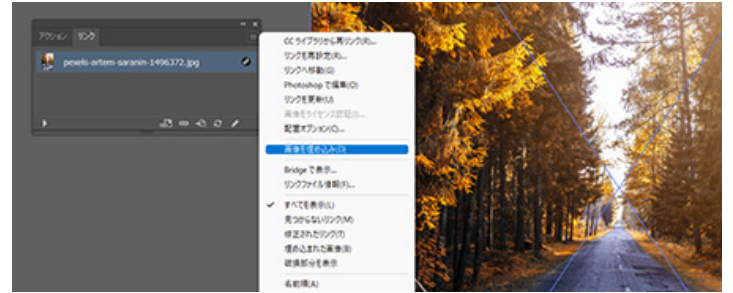 アクション リンク
pexels-artem-saranin-1496372.jpg
CC ライブラリから再リンク(R)...
リンクを再設定(K)...
リンクへ移動(G)
Photoshop で編集(O)
リンクを更新(U)
画像をライセンス認証(L)...
配置オプション(C)...
画像を埋め込み(O)
Bridge で表示...
リンクファイル情報(F)...
すべてを表示(L)
見つからないリンク(M)
修正されたリンク(T)
埋め込まれた画像(B)
破損部分を表示
名前順(A)